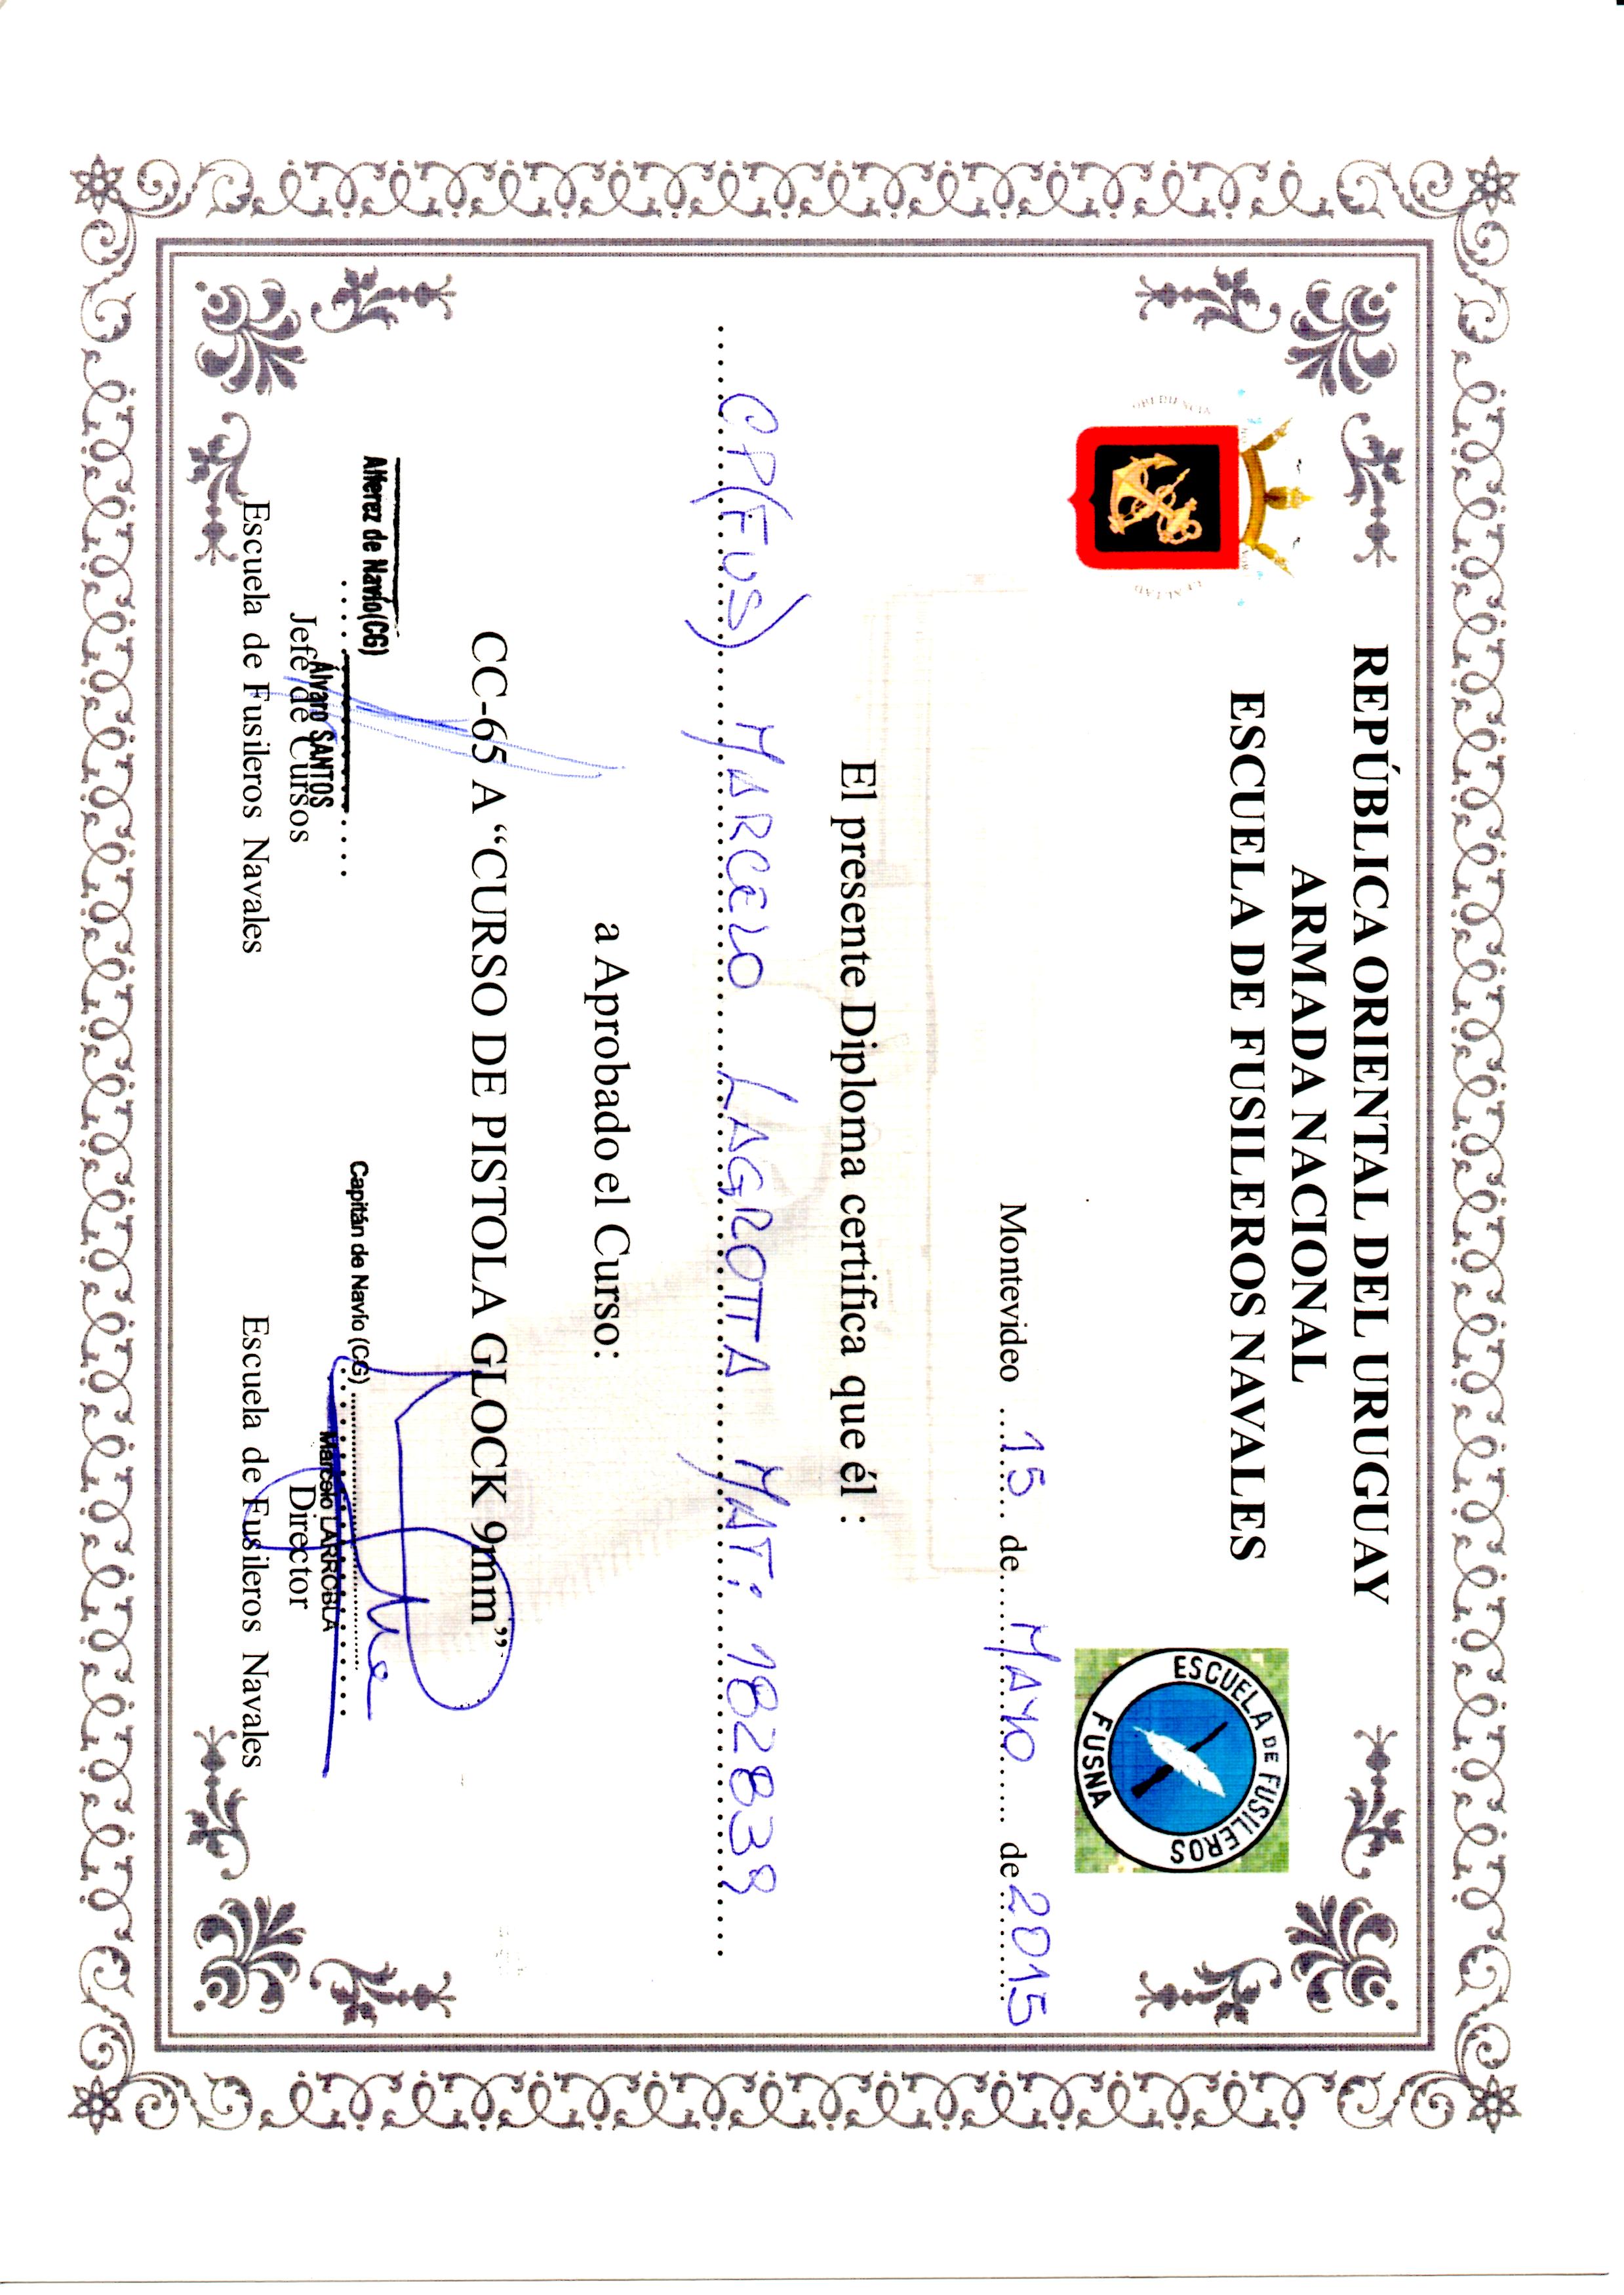 REPÚBLICA ORIENTAL DEL URUGUAY
ARMADA NACIONAL
ESCUELA DE FUSILEROS NAVALES
OBEDIENCIA
LEALTAD
ESCUELA DE FUSILEROS
FUSNA
Montevideo 15 de MAYO de 2015
El presente Diploma certifica que él :
CP(FUS) MARCELO LAGROTTA MAT: 182839
a Aprobado el Curso:
CC-65 A “CURSO DE PISTOLA GLOCK 9mm”
Alferez de Navío(CG)
Álvaro SANTOS
Jefe de Cursos
Escuela de Fusileros Navales
Capitán de Navío (CG)
Marcelo LARROBLA
Director
Escuela de Fusileros Navales